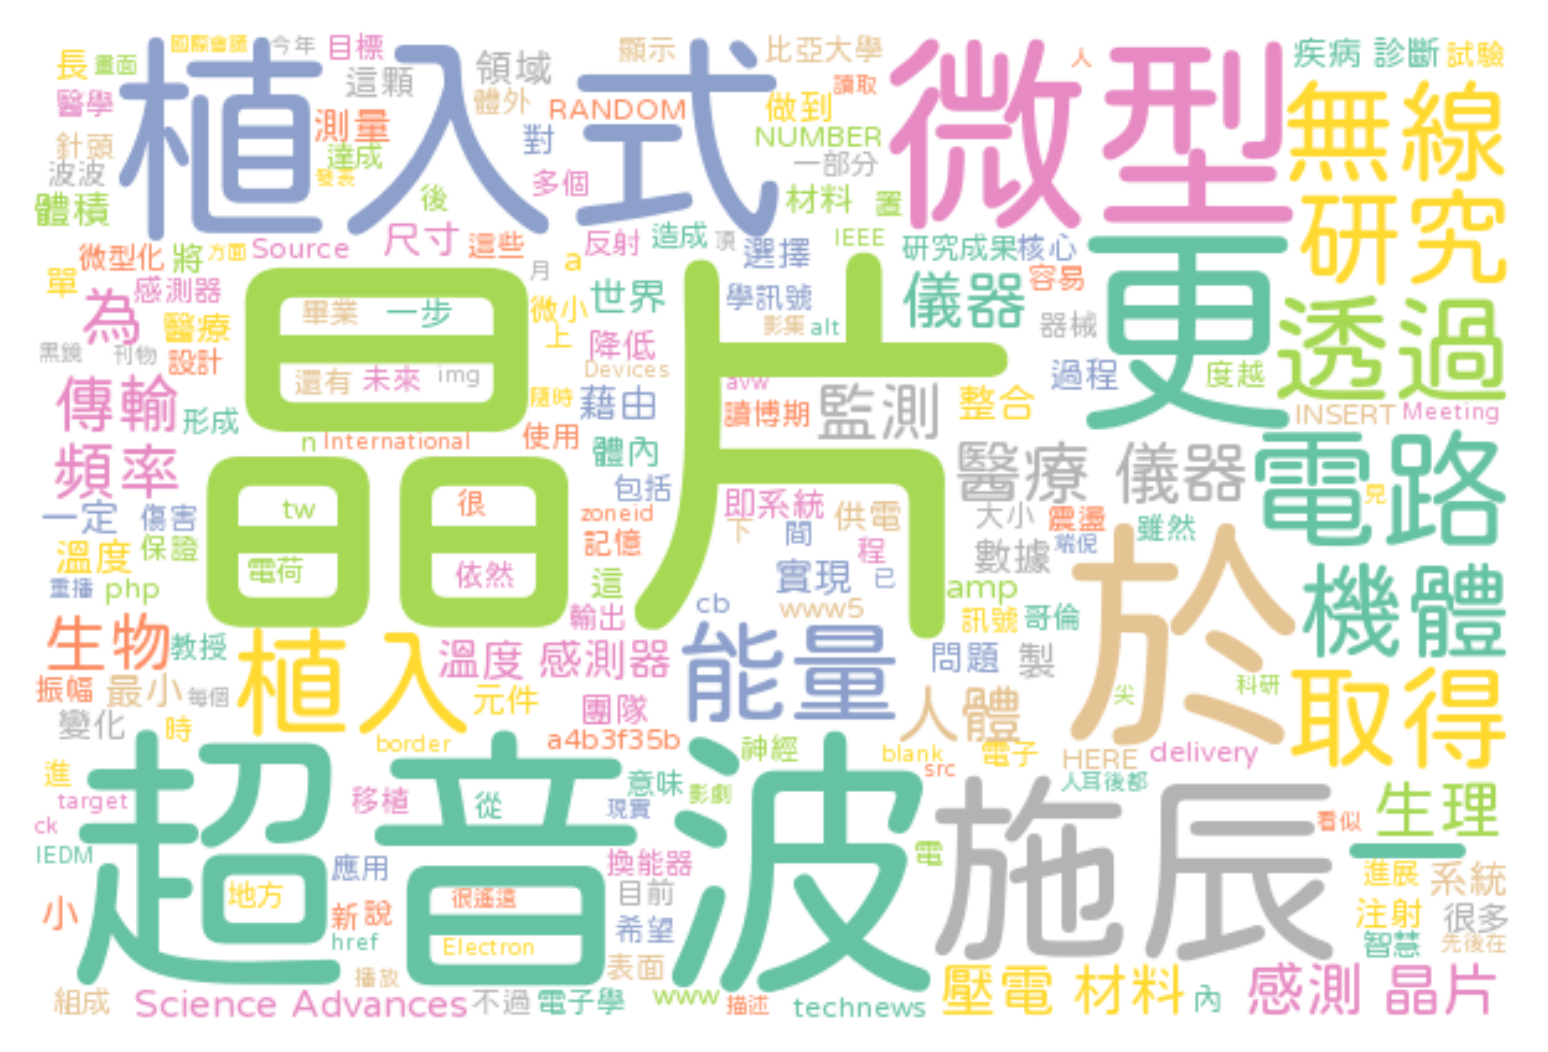 國際會議 今年 目標 顯示 比亞大學 人 疾病 診斷 試驗
長 畫面 這顆 領域 讀取
植入式 微型
醫學 測量 體外 RANDOM 做到 無線
針頭 達成 對 NUMBER
波波 發表 多個 一部分
體積 後 材料 置 研究
微型化 將 方面 Source 尺寸 這些 反射 造成 頂 選擇 IEEE 研究成果 核心
單 感測器 月 a 世界 學訊號 儀器 容易 更
為 醫療 畢業 一步 微小 上 影集 alt 器械 透過
黑鏡 刊物 設計 降低
還有 未來 img Devices 過程 度越
傳輸 形成 隨時 藉由 avw 讀博期 監測 整合 INSERT Meeting
晶片
n International 使用 體內
頻率 包括 醫療 儀器 電路
tw 很 即系統 供電 大小 震盪 見
一定 傷害 zoneid 下 間 雖然
溫度 保證 記憶 程 數據 端倪 於
電荷 依然 這 實現 已 機體
重播 php cb www5 amp
輸出 訊號 哥倫
生物 教授 植入 溫度 感測器 能量 問題 製
振幅 最小 每個 元件 人體 尖 科研 取得
變化 時 團隊
border a4b3f35b 神經 blank 電子 HERE delivery
進 src 人耳後都
超音波 施辰
target 移植 從 意味 影劇 現實 生理
ck 看似 一
IEDM 應用 換能器 電 進展 系統
地方 很遙遠 目前
小 新 說 注射 很多
href Electron 希望 智慧 先後在
播放 表面
組成 Science Advances 不過 電子學 www 描述 technews 壓電 材料 內 感測 晶片